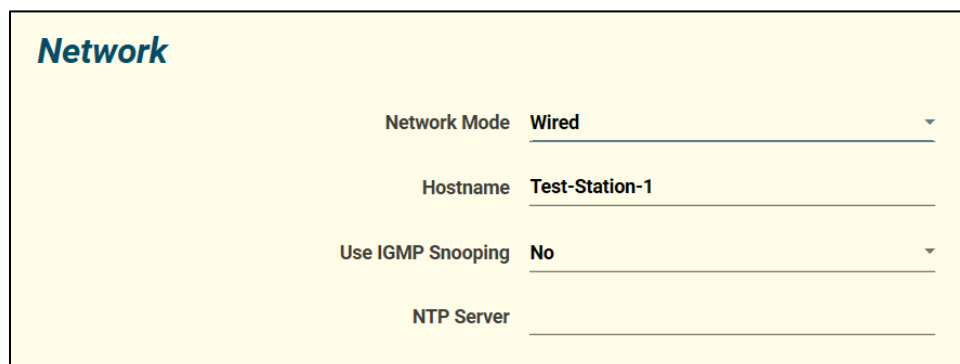 Network
Network Mode Wired
Hostname Test-Station-1
Use IGMP Snooping No
NTP Server